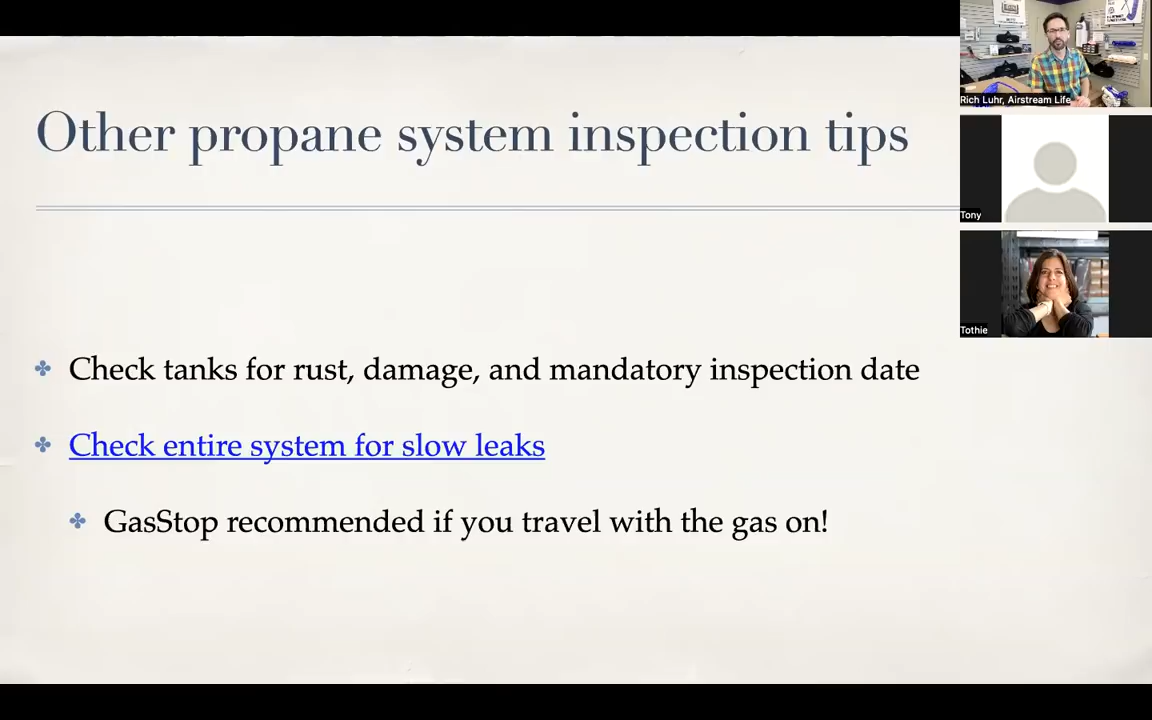 Other propane system inspection tips
Check tanks for rust, damage, and mandatory inspection date
Check entire system for slow leaks
GasStop recommended if you travel with the gas on!
Rich Luhr, Airstream Life
Tony
Tothie